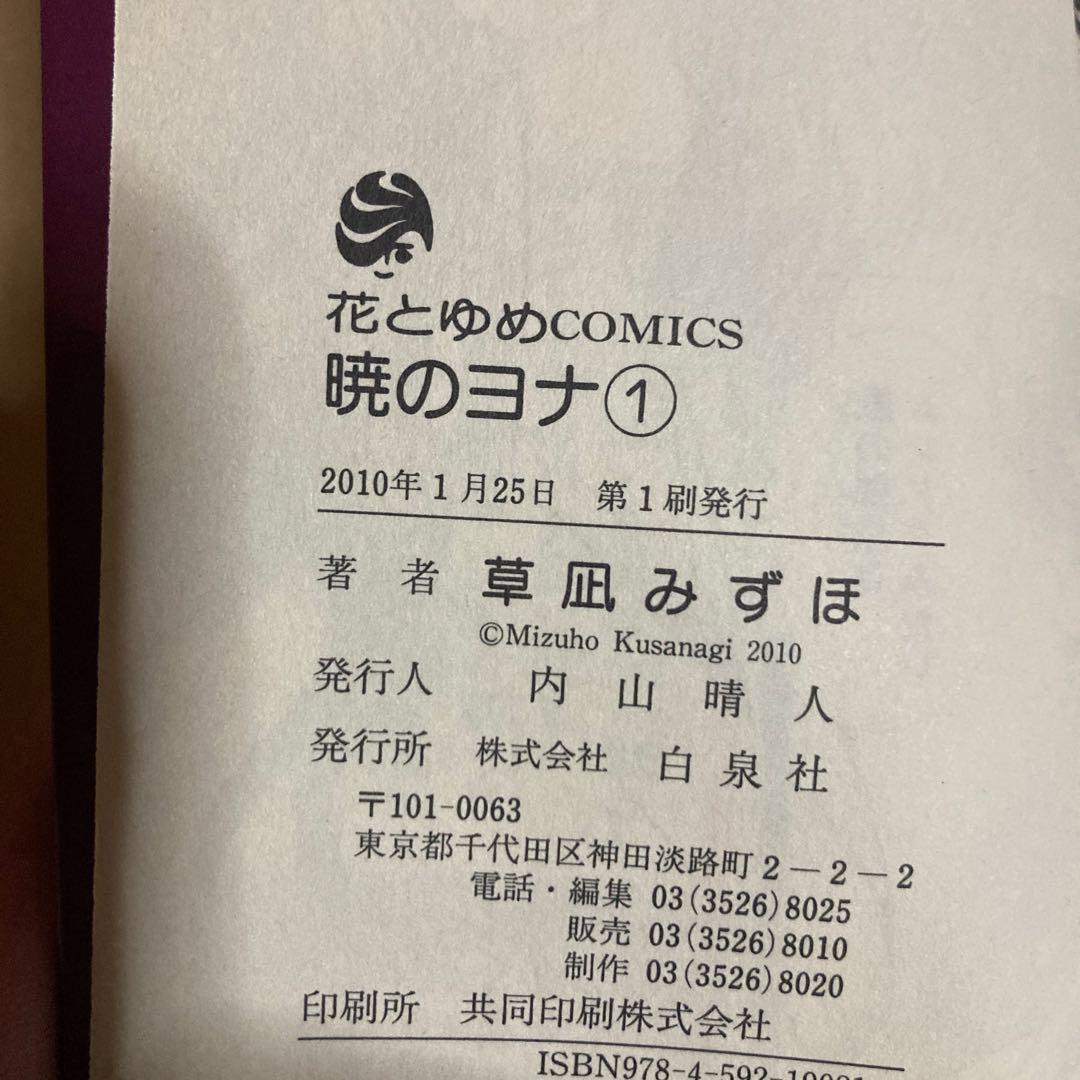 花とゆめCOMICS
暁のヨナ①
2010年1月25日 第1刷発行
著者 草凪みずほ
©Mizuho Kusanagi 2010
発行人 内山晴人
発行所 株式会社 白泉社
〒101-0063
東京都千代田区神田淡路町2-2-2
電話・編集 03(3526)8025
販売 03(3526)8010
制作 03(3526)8020
印刷所 共同印刷株式会社
ISBN978-4-592-